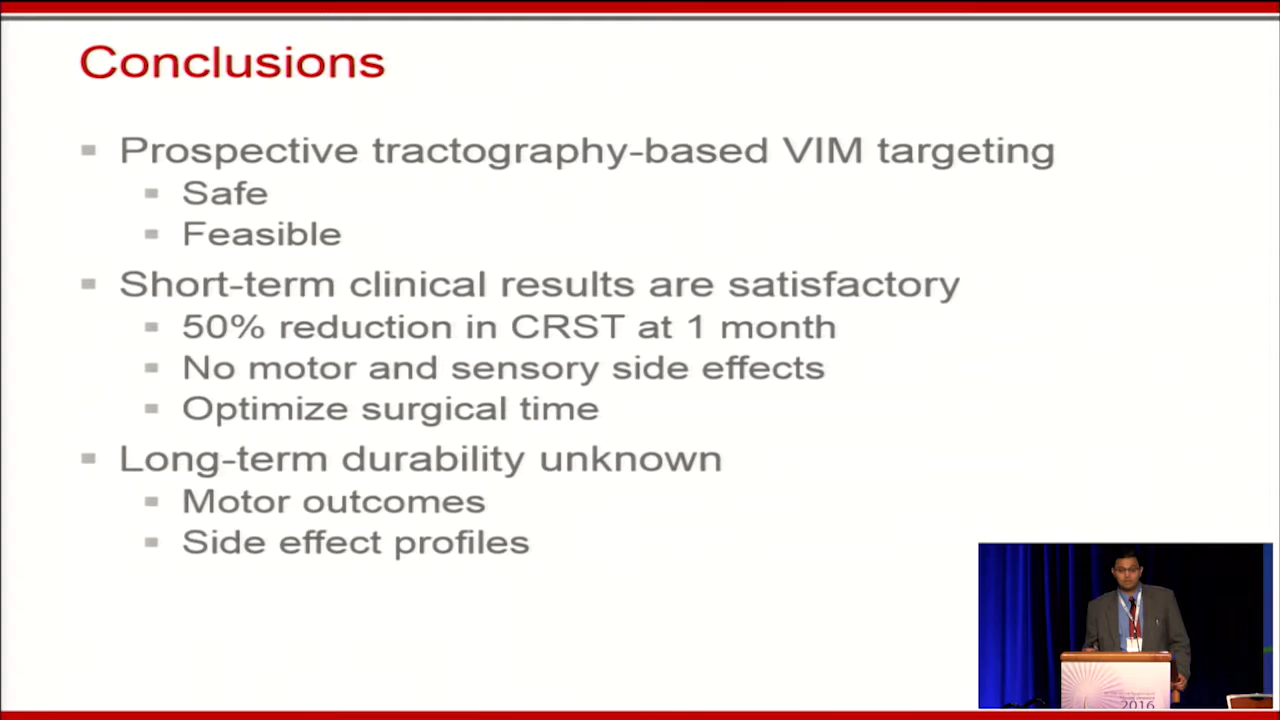 Conclusions
Prospective tractography-based VIM targeting
Safe
Feasible
Short-term clinical results are satisfactory
50% reduction in CRST at 1 month
No motor and sensory side effects
Optimize surgical time
Long-term durability unknown
Motor outcomes
Side effect profiles
2016